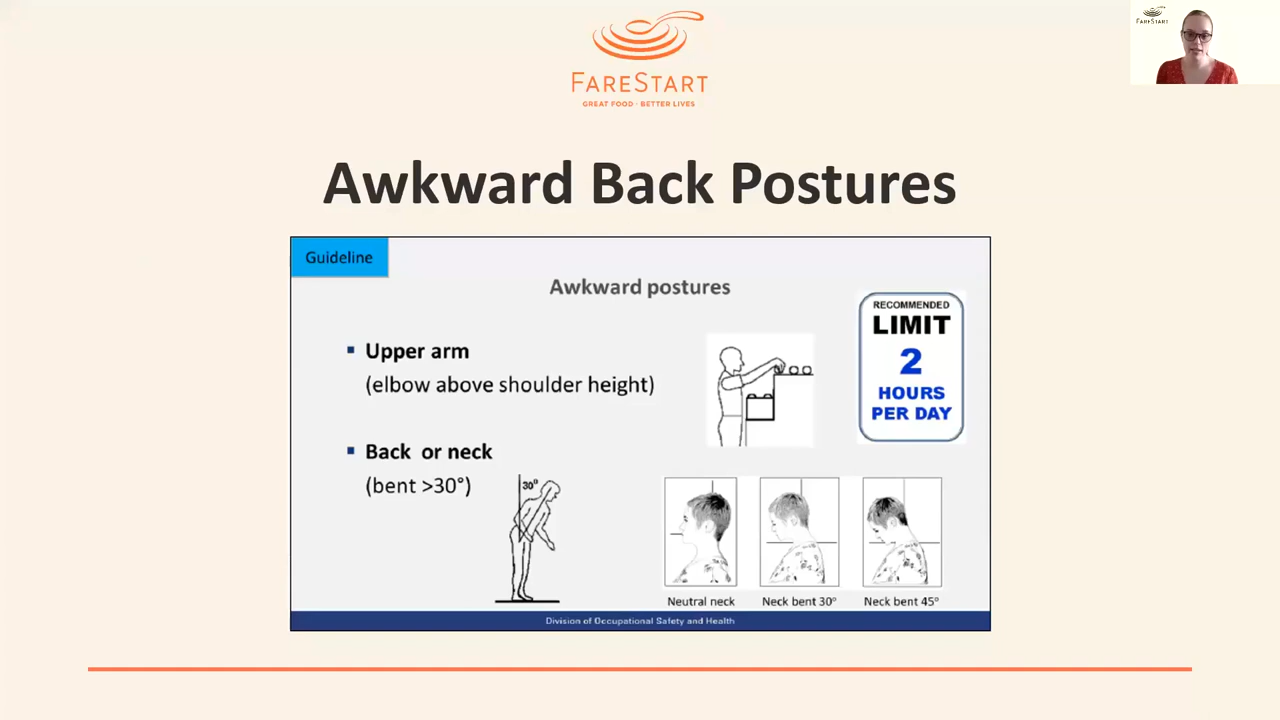 FARESTART
GREAT FOOD · BETTER LIVES
FARESTART
Awkward Back Postures
Guideline
Awkward postures
▪ Upper arm
(elbow above shoulder height)
RECOMMENDED
LIMIT
2
HOURS
PER DAY
▪ Back or neck
(bent >30°)
30°
Neutral neck
Neck bent 30°
Neck bent 45°
Division of Occupational Safety and Health